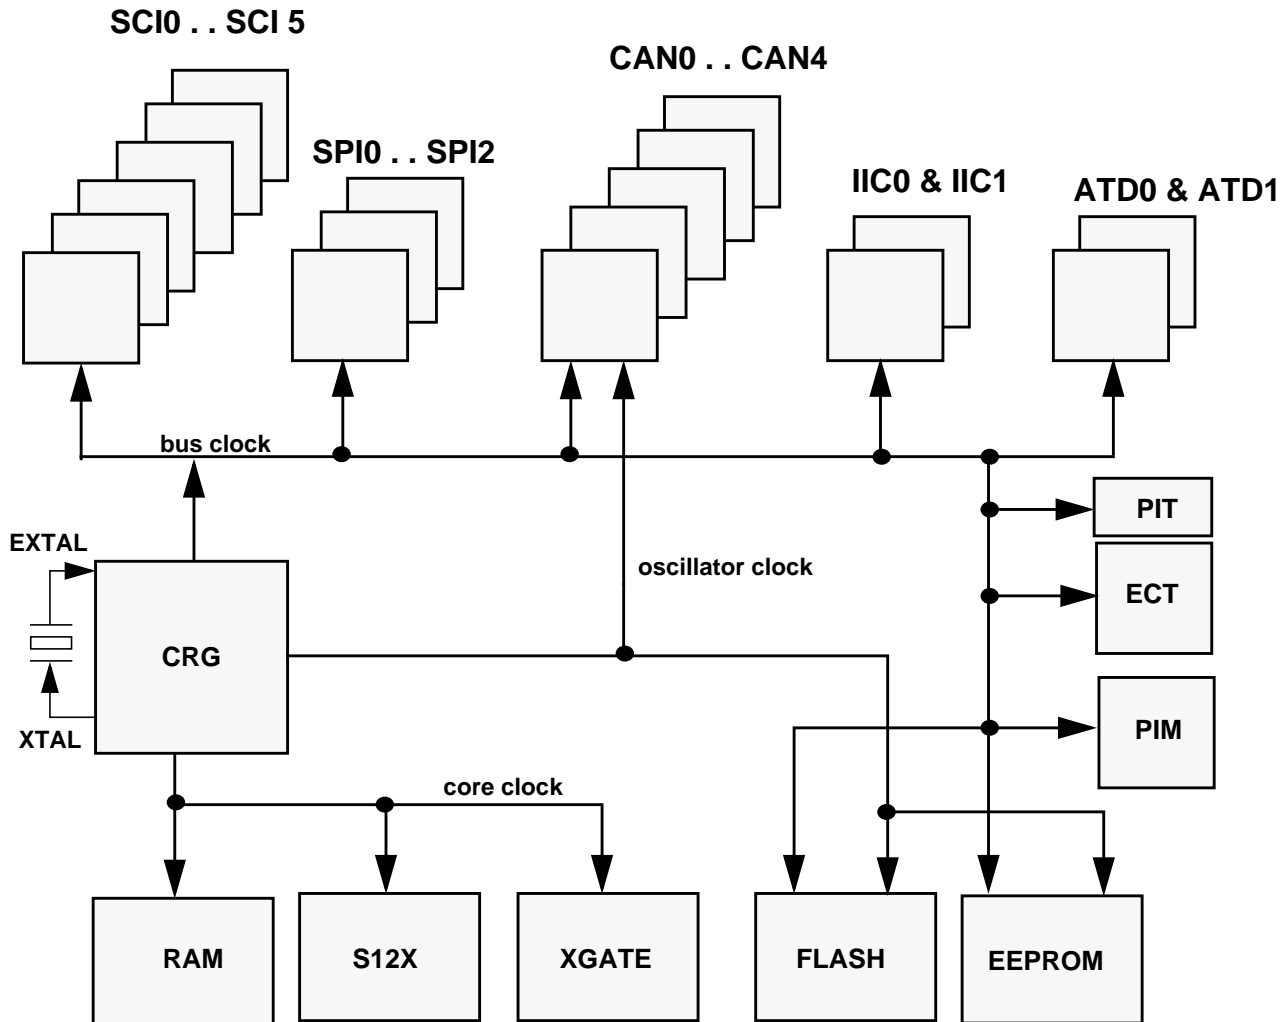 SCI0 . . SCI 5
CAN0 . . CAN4
SPI0 . . SPI2
IIC0 & IIC1
ATD0 & ATD1
bus clock
PIT
EXTAL
oscillator clock
ECT
CRG
XTAL
PIM
core clock
RAM
S12X
XGATE
FLASH
EEPROM